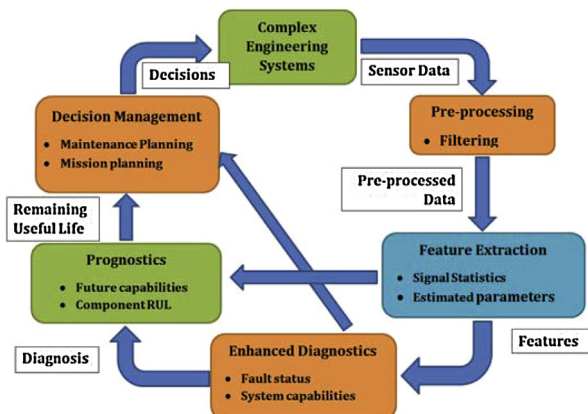 Complex
Engineering
Systems
Decisions
Sensor Data
Decision Management
• Maintenance Planning
• Mission planning
Pre-processing
• Filtering
Pre-processed
Data
Remaining
Useful Life
Prognostics
• Future capabilities
• Component RUL
Feature Extraction
• Signal Statistics
• Estimated parameters
Diagnosis
Enhanced Diagnostics
• Fault status
• System capabilities
Features